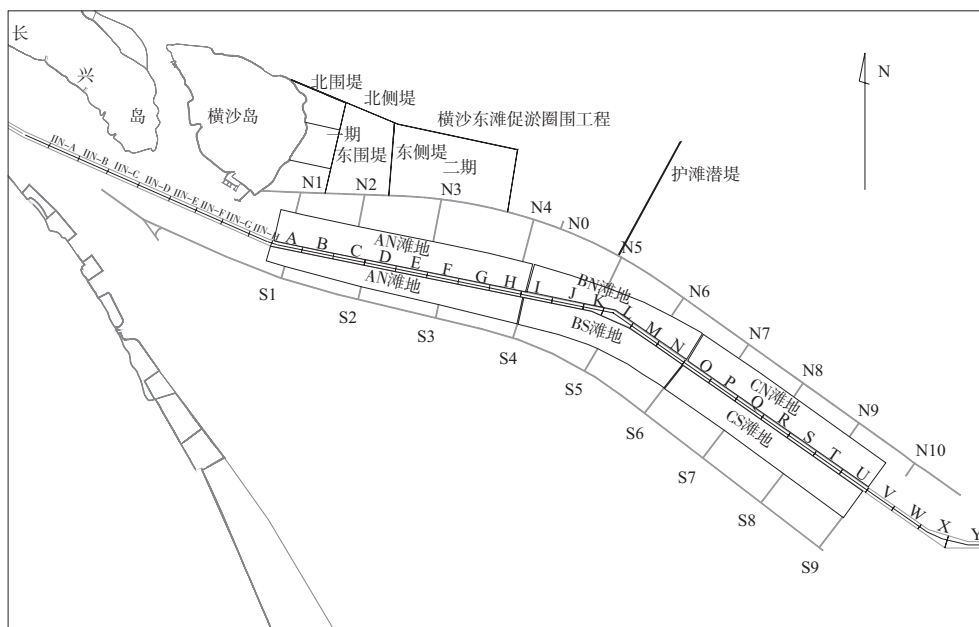 长
兴
岛
横沙岛
北围堤
北侧堤
横沙东滩促淤圈围工程
一期
东围堤
东侧堤
二期
护滩潜堤
N
IIN-A
IIN-B
IIN-C
IIN-D
IIN-E
IIN-F
IIN-G
IIN-H
N1
N2
N3
N4
N0
N5
N6
N7
N8
N9
N10
AN滩地
BN滩地
CN滩地
A
B
C
D
E
F
G
H
I
J
K
L
M
N
O
P
Q
R
S
T
U
V
W
X
Y
AN滩地
BS滩地
CS滩地
S1
S2
S3
S4
S5
S6
S7
S8
S9